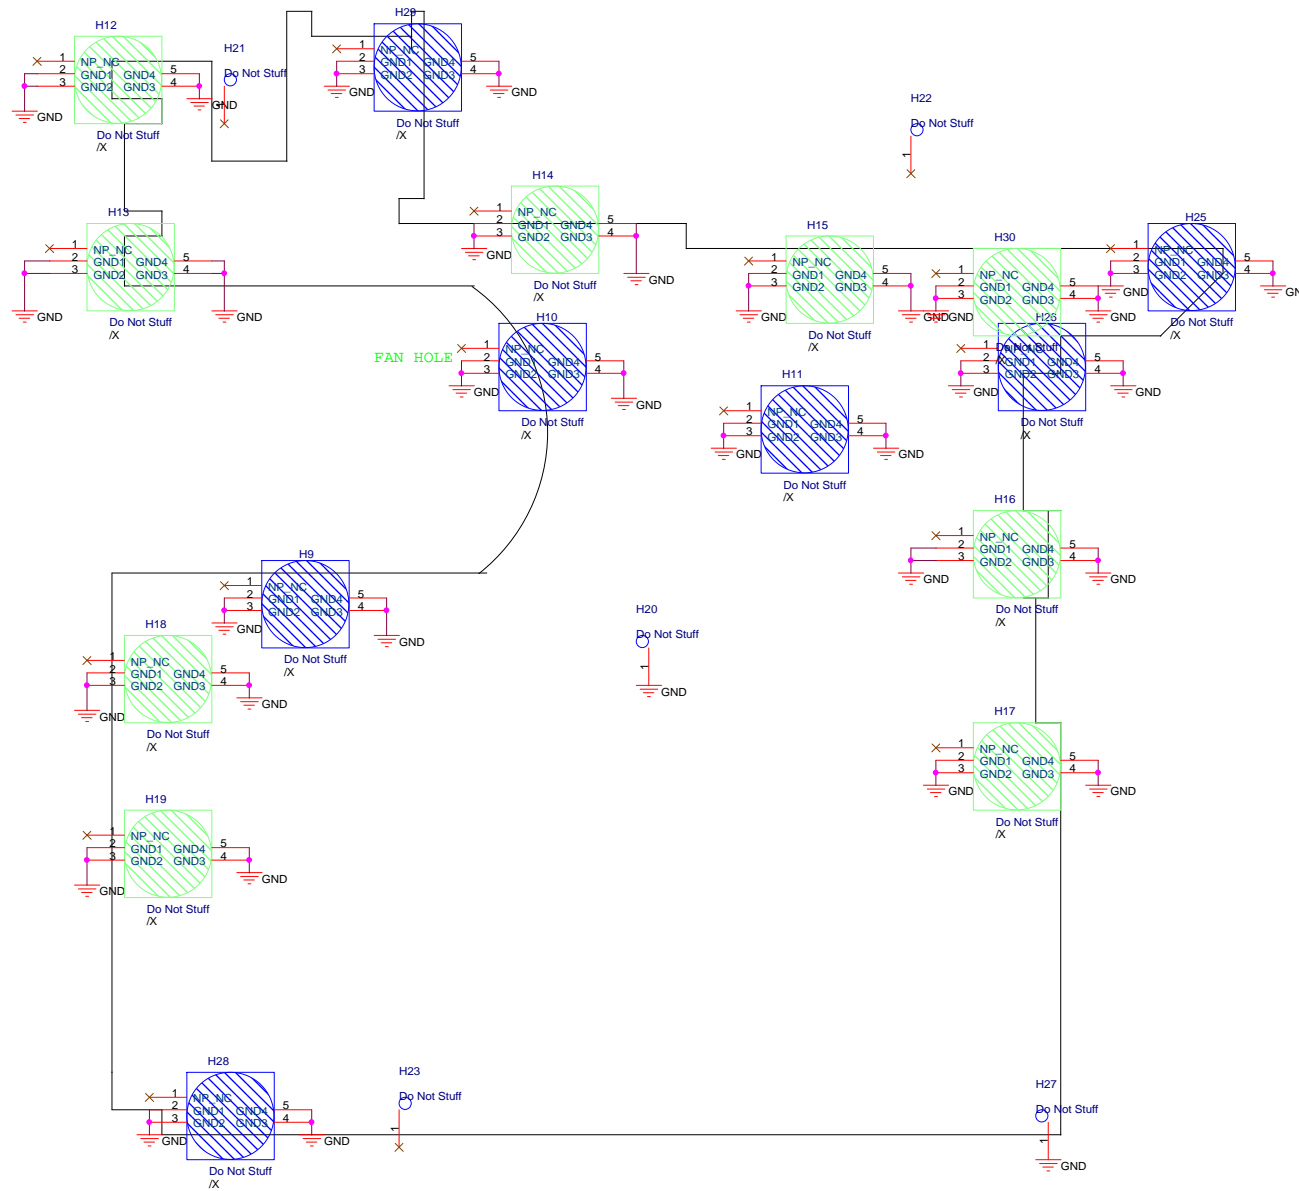 H12
1
NP_NC
2
GND1
GND4
5
3
GND2
GND3
4
GND
GND
Do Not Stuff
/X
H21
Do Not Stuff
H29
1
NP_NC
2
GND1
GND4
5
3
GND2
GND3
4
GND
GND
Do Not Stuff
/X
H22
Do Not Stuff
1
H13
1
NP_NC
2
GND1
GND4
5
3
GND2
GND3
4
GND
GND
Do Not Stuff
/X
H14
1
NP_NC
2
GND1
GND4
5
3
GND2
GND3
4
GND
GND
Do Not Stuff
/X
H15
1
NP_NC
2
GND1
GND4
5
3
GND2
GND3
4
GND
GND
Do Not Stuff
/X
H30
1
NP_NC
2
GND1
GND4
5
3
GND2
GND3
4
GND
GND
Do Not Stuff
/X
H25
1
NP_NC
2
GND1
GND4
5
3
GND2
GND3
4
GND
Do Not Stuff
/X
FAN HOLE
H10
1
NP_NC
2
GND1
GND4
5
3
GND2
GND3
4
GND
GND
Do Not Stuff
/X
H26
1
2
GND1
GND4
5
3
GND2
GND3
4
GND
GND
Do Not Stuff
/X
H11
1
NP_NC
2
GND1
GND4
5
3
GND2
GND3
4
GND
GND
Do Not Stuff
/X
H16
1
NP_NC
2
GND1
GND4
5
3
GND2
GND3
4
GND
GND
Do Not Stuff
/X
H9
1
NP_NC
2
GND1
GND4
5
3
GND2
GND3
4
GND
GND
Do Not Stuff
/X
H20
Do Not Stuff
1
GND
H18
1
NP_NC
2
GND1
GND4
5
3
GND2
GND3
4
GND
GND
Do Not Stuff
/X
H17
1
NP_NC
2
GND1
GND4
5
3
GND2
GND3
4
GND
GND
Do Not Stuff
/X
H19
1
NP_NC
2
GND1
GND4
5
3
GND2
GND3
4
GND
GND
Do Not Stuff
/X
H28
1
NP_NC
2
GND1
GND4
5
3
GND2
GND3
4
GND
GND
Do Not Stuff
/X
H23
Do Not Stuff
1
H27
Do Not Stuff
1
GND